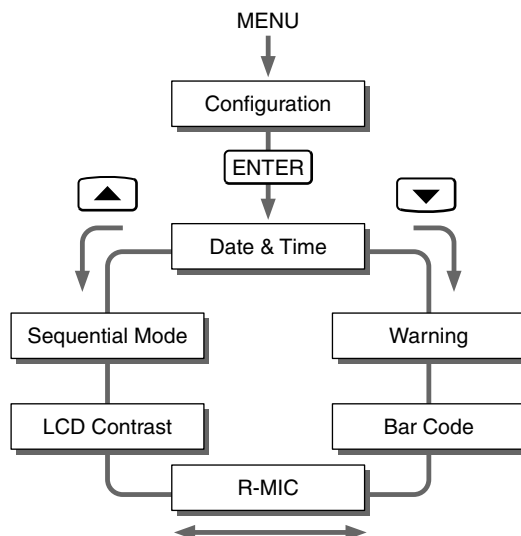 MENU
Configuration
ENTER
Date & Time
Sequential Mode
Warning
LCD Contrast
Bar Code
R-MIC